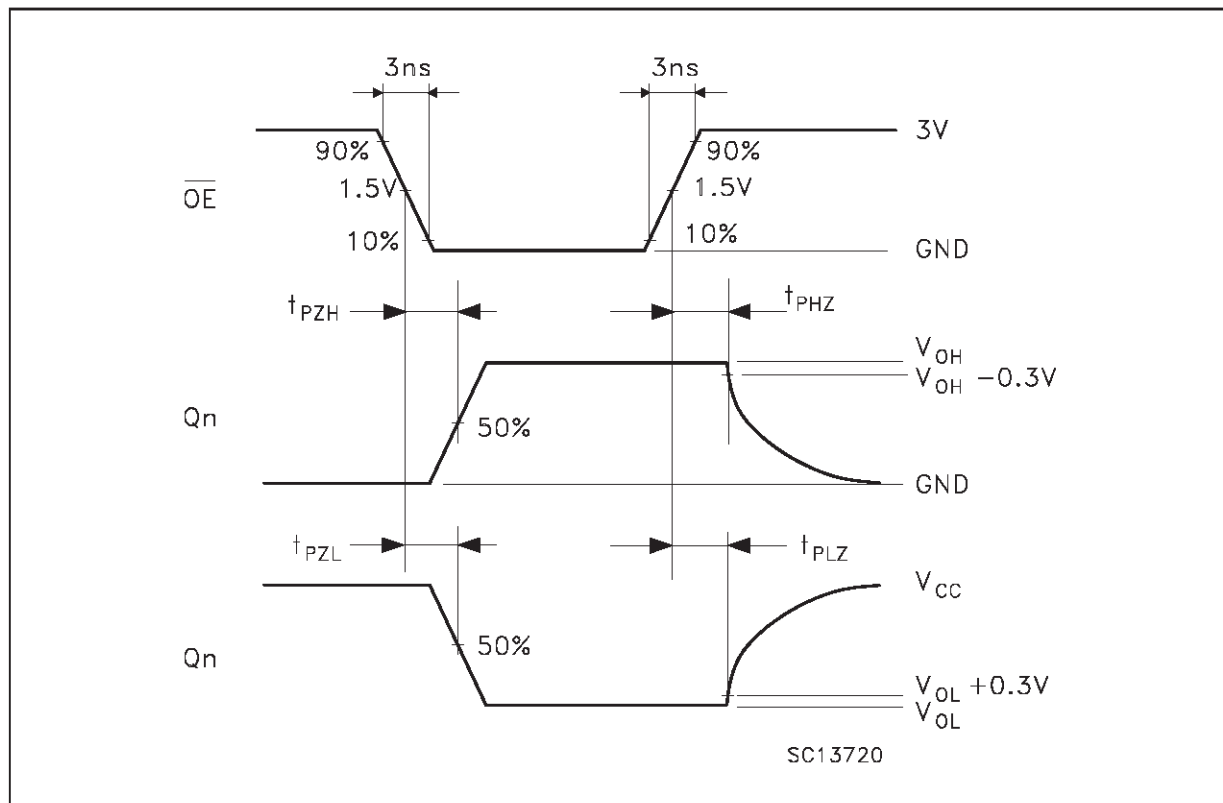 3ns 3ns
3V
90% 90%
O̅E̅ 1.5V 1.5V
10% 10%
GND
tPZH tPHZ
VOH
VOH −0.3V
Qn 50%
GND
tPZL tPLZ
VCC
Qn 50%
VOL +0.3V
VOL
SC13720